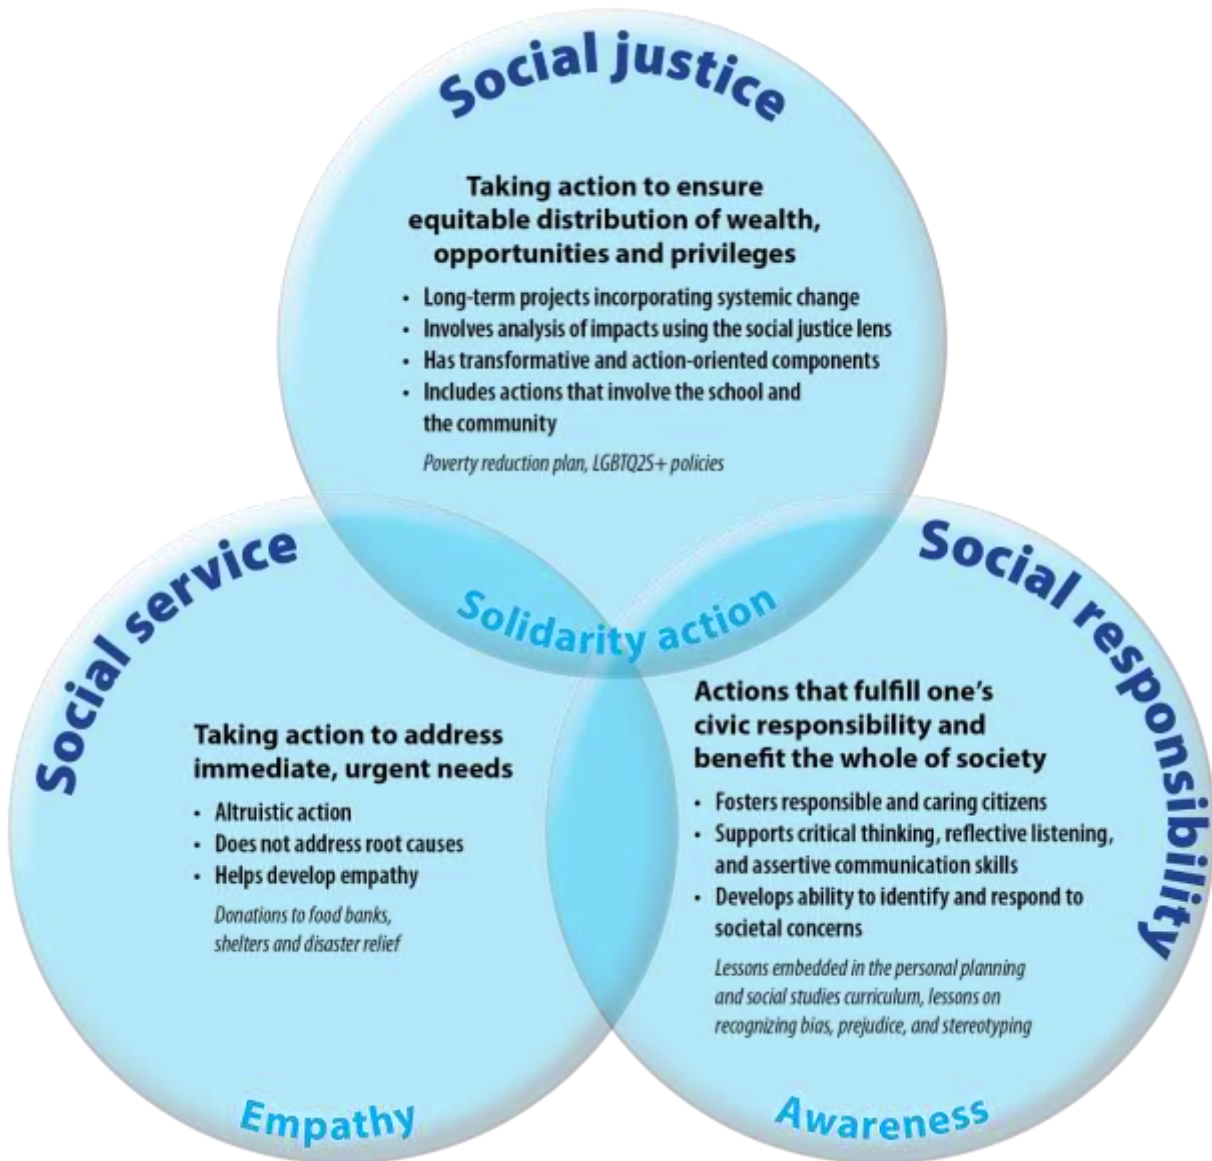 Social justice
Taking action to ensure
equitable distribution of wealth,
opportunities and privileges
• Long-term projects incorporating systemic change
• Involves analysis of impacts using the social justice lens
• Has transformative and action-oriented components
• Includes actions that involve the school and
the community
Poverty reduction plan, LGBTQ2S+ policies
Solidarity action
Social service
Taking action to address
immediate, urgent needs
• Altruistic action
• Does not address root causes
• Helps develop empathy
Donations to food banks,
shelters and disaster relief
Empathy
Social responsibility
Actions that fulfill one’s
civic responsibility and
benefit the whole of society
• Fosters responsible and caring citizens
• Supports critical thinking, reflective listening,
and assertive communication skills
• Develops ability to identify and respond to
societal concerns
Lessons embedded in the personal planning
and social studies curriculum, lessons on
recognizing bias, prejudice, and stereotyping
Awareness